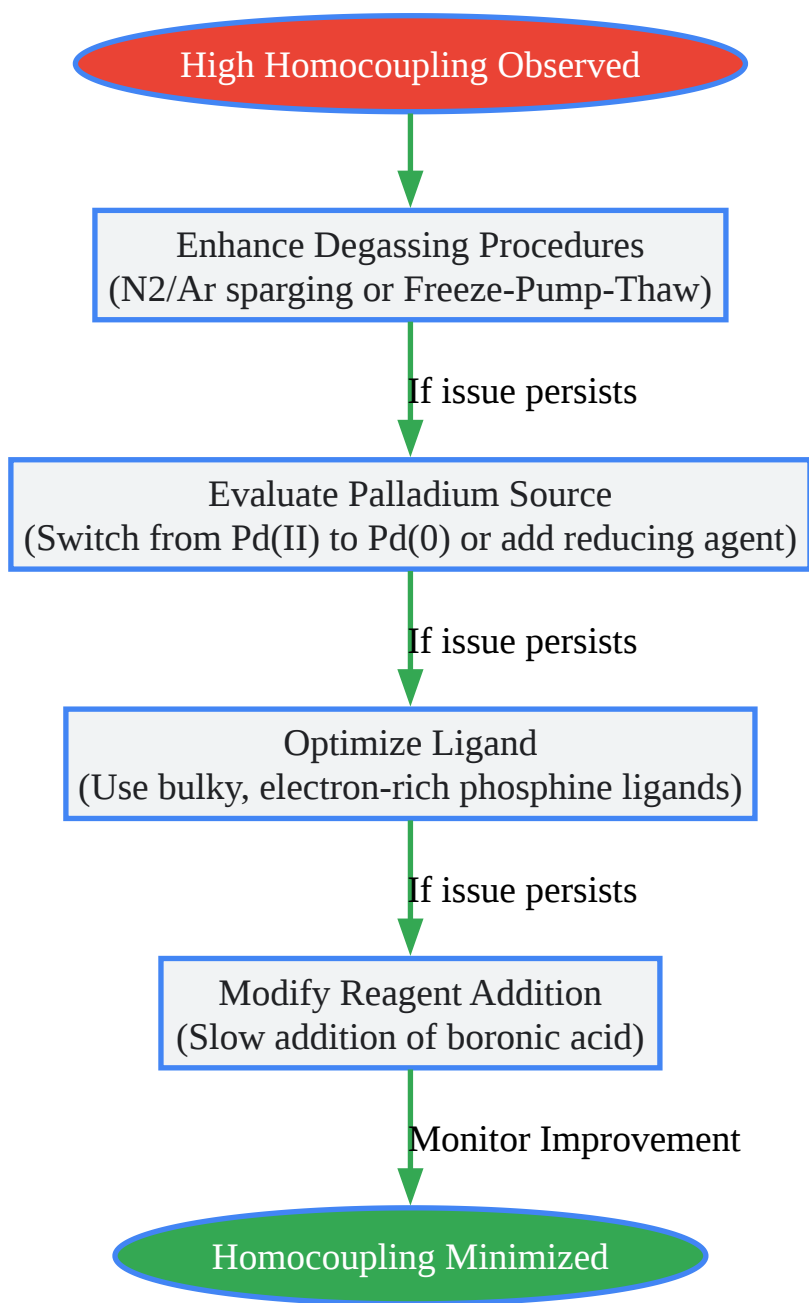 High Homocoupling Observed
Enhance Degassing Procedures
(N2/Ar sparging or Freeze-Pump-Thaw)
If issue persists
Evaluate Palladium Source
(Switch from Pd(II) to Pd(0) or add reducing agent)
If issue persists
Optimize Ligand
(Use bulky, electron-rich phosphine ligands)
If issue persists
Modify Reagent Addition
(Slow addition of boronic acid)
Monitor Improvement
Homocoupling Minimized